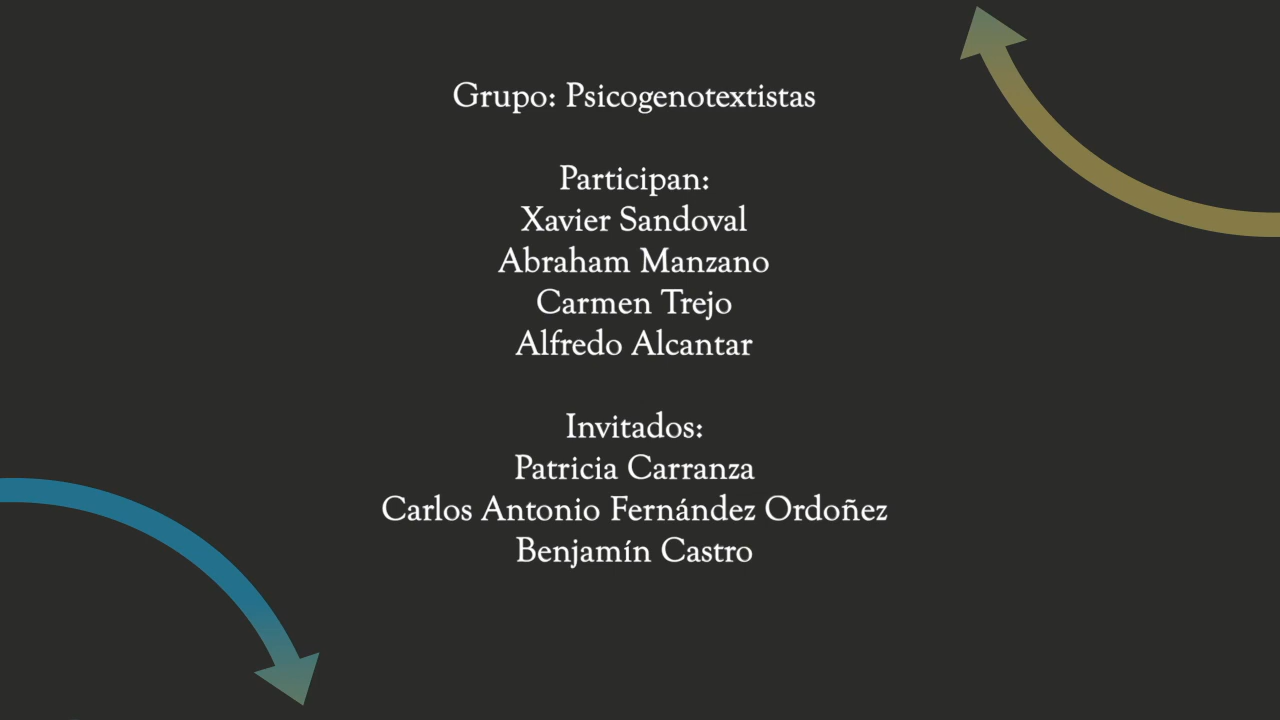 Grupo: Psicogenotextistas
Participan:
Xavier Sandoval
Abraham Manzano
Carmen Trejo
Alfredo Alcantar
Invitados:
Patricia Carranza
Carlos Antonio Fernández Ordoñez
Benjamín Castro